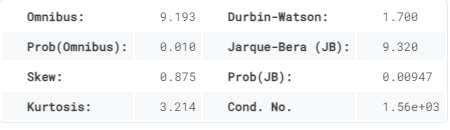 Omnibus: 9.193 Durbin-Watson: 1.700
Prob(Omnibus): 0.010 Jarque-Bera (JB): 9.320
Skew: 0.875 Prob(JB): 0.00947
Kurtosis: 3.214 Cond. No. 1.56e+03